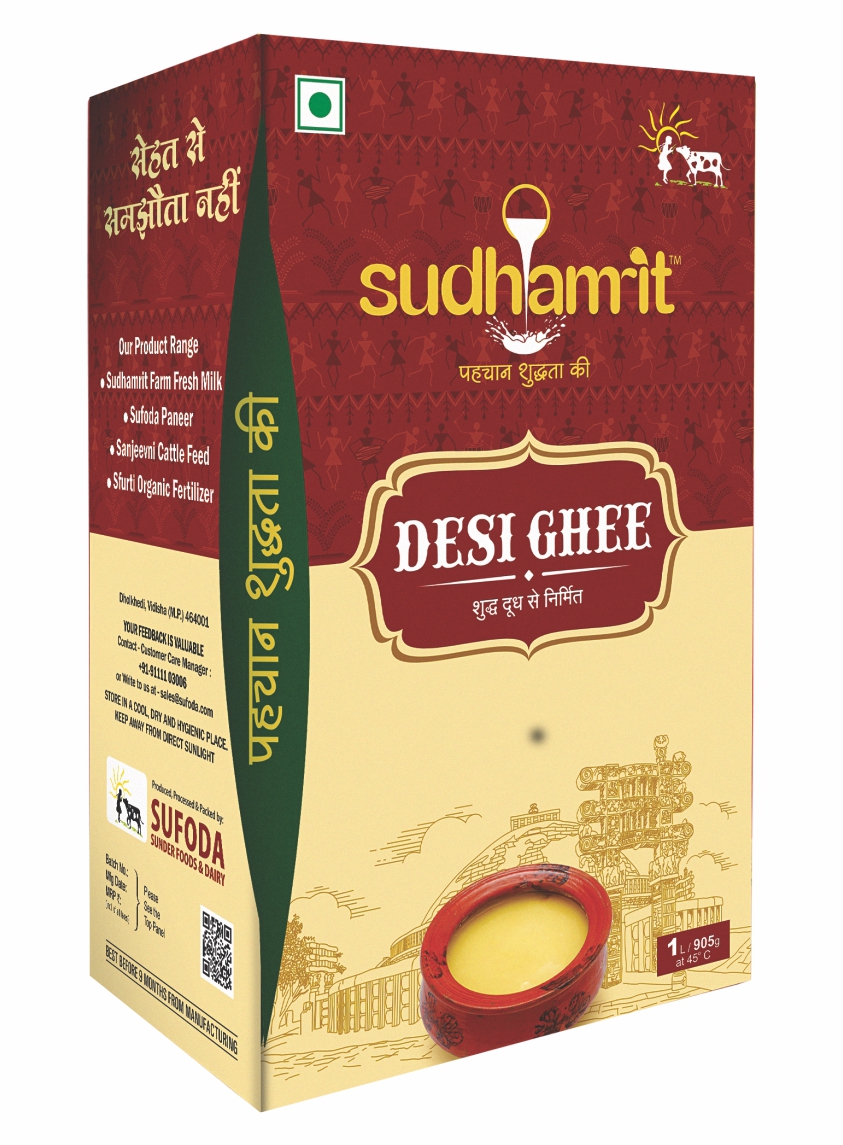 सेहत से
समझौता नहीं
Our Product Range
• Sudhamrit Farm Fresh Milk
• Sufoda Paneer
• Sanjeevni Cattle Feed
• Sfurti Organic Fertilizer
Dholkhedi, Vidisha (M.P.) 464001
YOUR FEEDBACK IS VALUABLE
Contact - Customer Care Manager :
+91-91111 03006
or Write to us at - sales@sufoda.com
STORE IN A COOL, DRY AND HYGIENIC PLACE.
KEEP AWAY FROM DIRECT SUNLIGHT
Produced, Processed & Packed by:
SUFODA
SUNDER FOODS & DAIRY
Batch No.:
Mfg Date:
MRP ₹:
Please
See the
Top Panel
BEST BEFORE 9 MONTHS FROM MANUFACTURING
पहचान शुद्धता की
sudhamrit™
पहचान शुद्धता की
DESI GHEE
शुद्ध दूध से निर्मित
1L / 905g
at 45° C